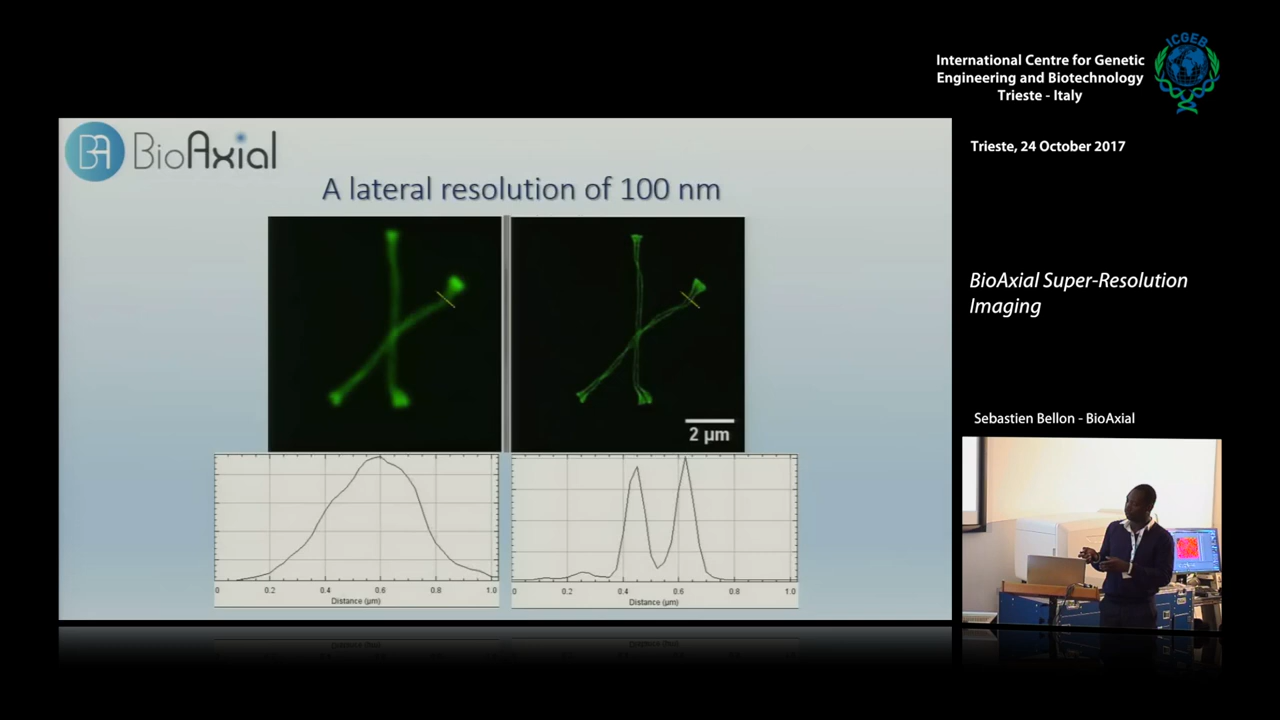 ICGEB
International Centre for Genetic
Engineering and Biotechnology
Trieste - Italy
Trieste, 24 October 2017
BA BioAxial
A lateral resolution of 100 nm
2 µm
0 0.2 0.4 0.6 0.8 1.0
Distance (µm)
0 0.2 0.4 0.6 0.8 1.0
Distance (µm)
BioAxial Super-Resolution
Imaging
Sebastien Bellon - BioAxial